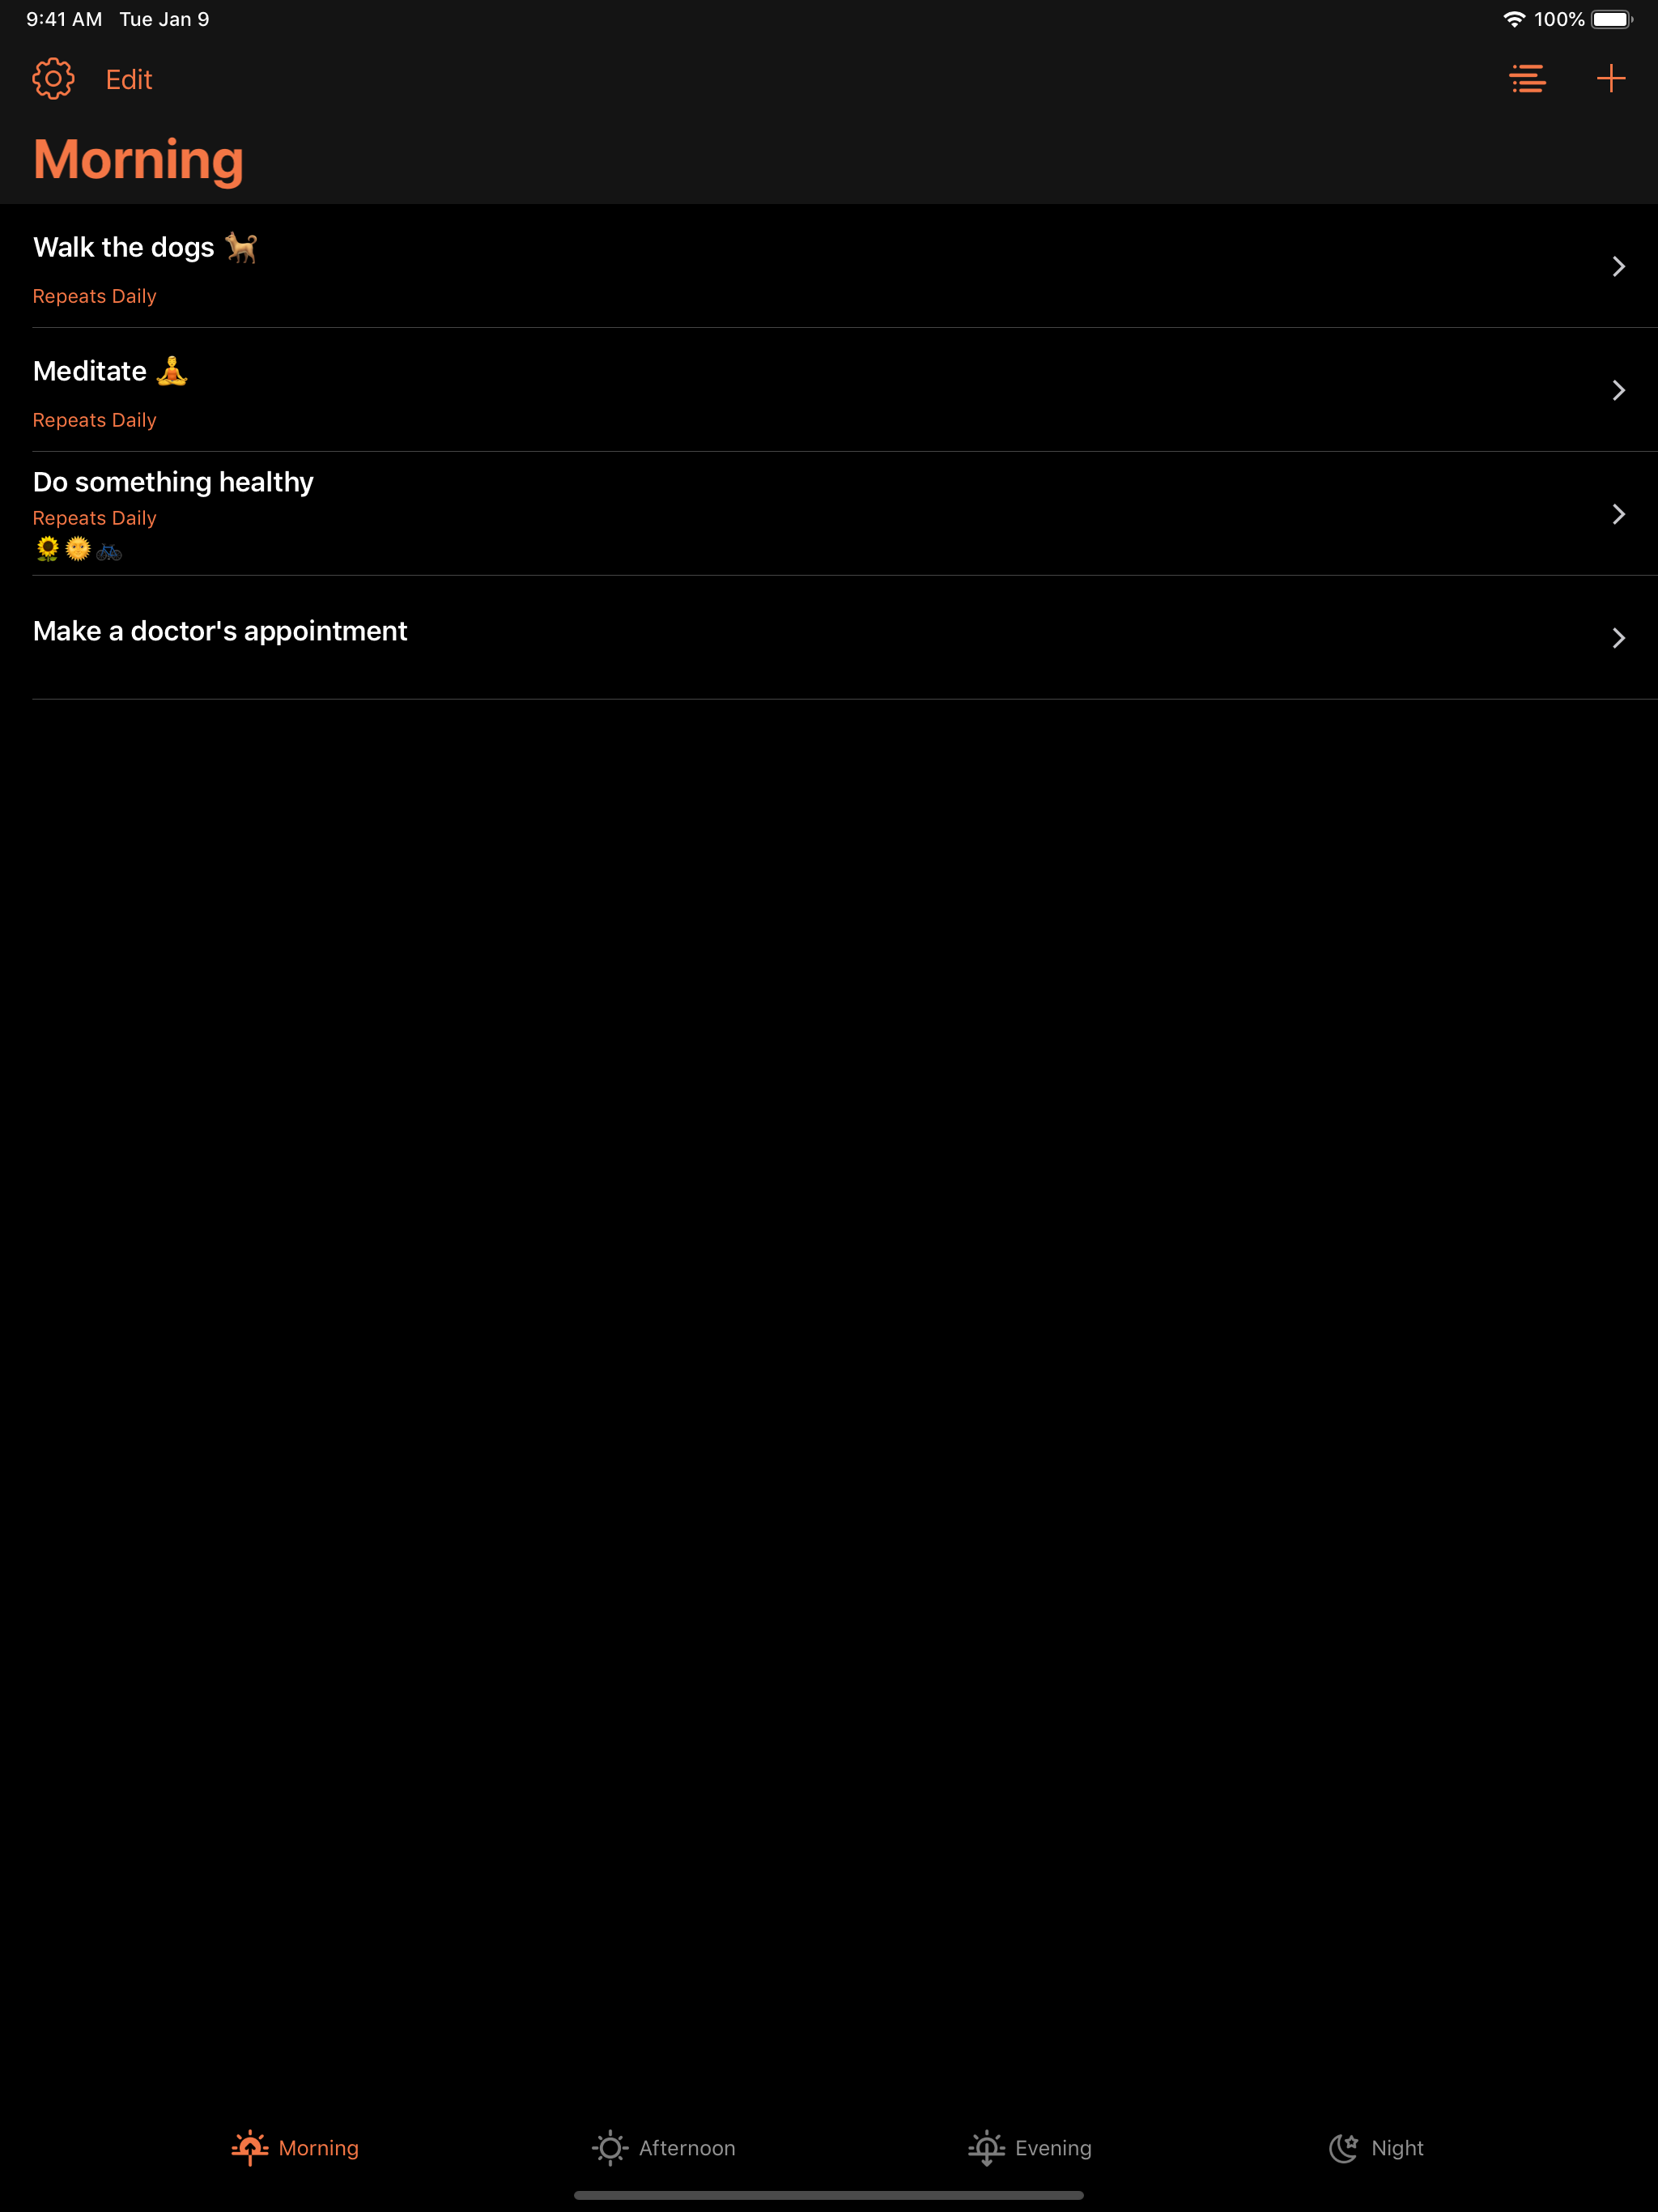 9:41 AM Tue Jan 9 100%
Edit
Morning
Walk the dogs 🐕
Repeats Daily
Meditate 🧘
Repeats Daily
Do something healthy
Repeats Daily
🌻🌞🚲
Make a doctor's appointment
Morning Afternoon Evening Night